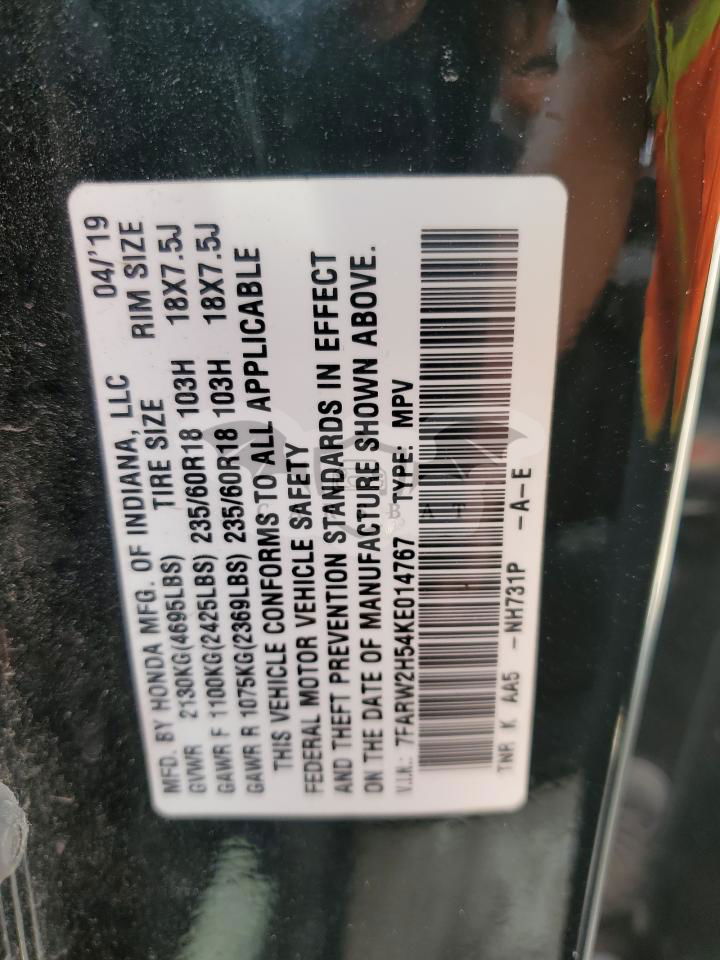 MFD. BY HONDA MFG. OF INDIANA, LLC 04/'19
GVWR 2130KG(4695LBS) TIRE SIZE RIM SIZE
GAWR F 1100KG(2425LBS) 235/60R18 103H 18X7.5J
GAWR R 1075KG(2369LBS) 235/60R18 103H 18X7.5J
THIS VEHICLE CONFORMS TO ALL APPLICABLE
FEDERAL MOTOR VEHICLE SAFETY
AND THEFT PREVENTION STANDARDS IN EFFECT
ON THE DATE OF MANUFACTURE SHOWN ABOVE.
V.I.N.: 7FARW2H54KE014767 TYPE: MPV
TNR K AA5 -NH731P -A-E